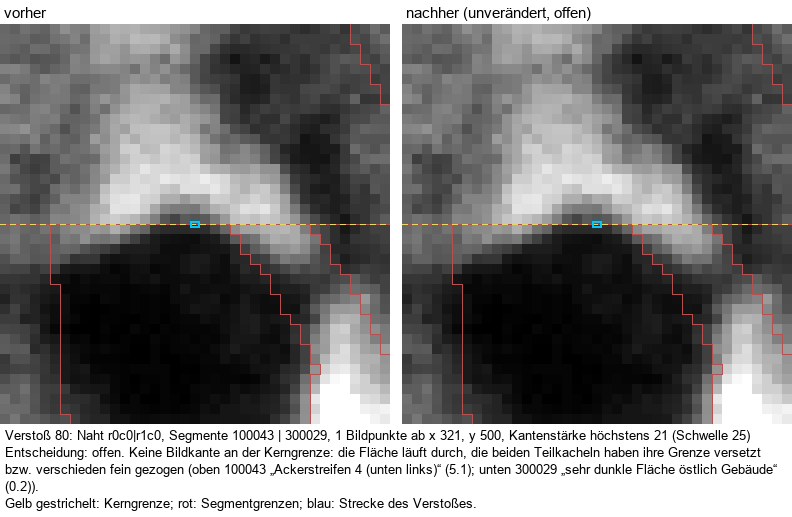 vorher
nachher (unverändert, offen)
Verstoß 80: Naht r0c0|r1c0, Segmente 100043 | 300029, 1 Bildpunkte ab x 321, y 500, Kantenstärke höchstens 21 (Schwelle 25)
Entscheidung: offen. Keine Bildkante an der Kerngrenze: die Fläche läuft durch, die beiden Teilkacheln haben ihre Grenze versetzt
bzw. verschieden fein gezogen (oben 100043 „Ackerstreifen 4 (unten links)“ (5.1); unten 300029 „sehr dunkle Fläche östlich Gebäude“
(0.2)).
Gelb gestrichelt: Kerngrenze; rot: Segmentgrenzen; blau: Strecke des Verstoßes.